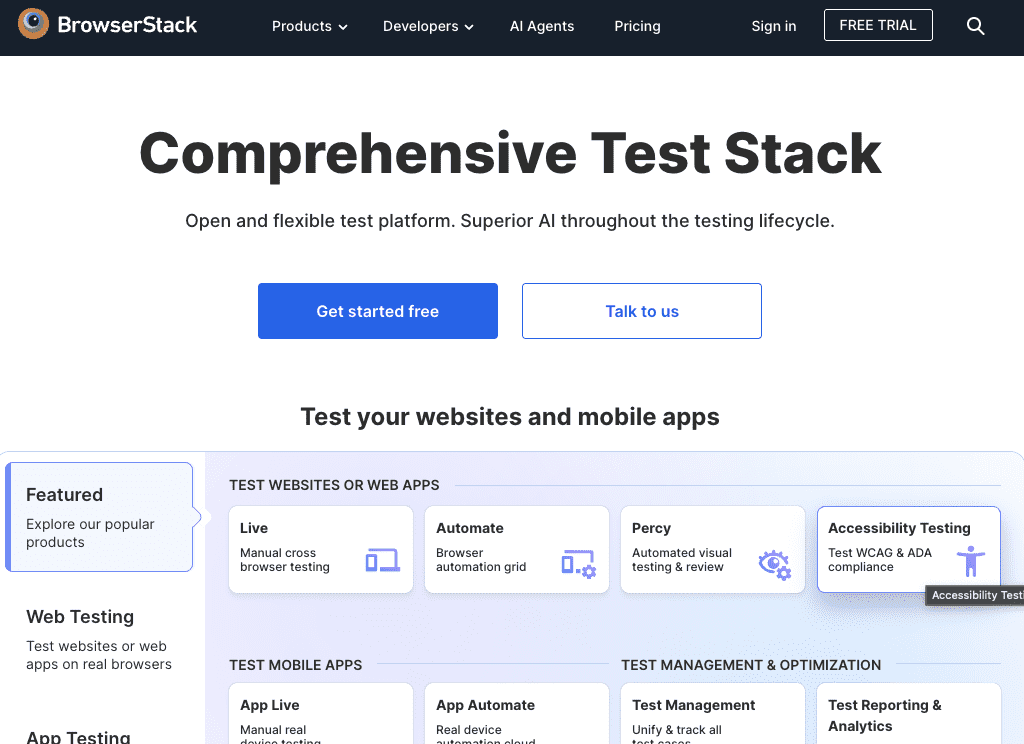 BrowserStack
Products
Developers
AI Agents
Pricing
Sign in
FREE TRIAL
Comprehensive Test Stack
Open and flexible test platform. Superior AI throughout the testing lifecycle.
Get started free
Talk to us
Test your websites and mobile apps
Featured
Explore our popular
products
Web Testing
Test websites or web
apps on real browsers
App Testing
TEST WEBSITES OR WEB APPS
Live
Manual cross
browser testing
Automate
Browser
automation grid
Percy
Automated visual
testing & review
Accessibility Testing
Test WCAG & ADA
compliance
Accessibility Testi
TEST MOBILE APPS
App Live
Manual real
device testing
App Automate
Real device
automation cloud
TEST MANAGEMENT & OPTIMIZATION
Test Management
Unify & track all
test cases
Test Reporting &
Analytics